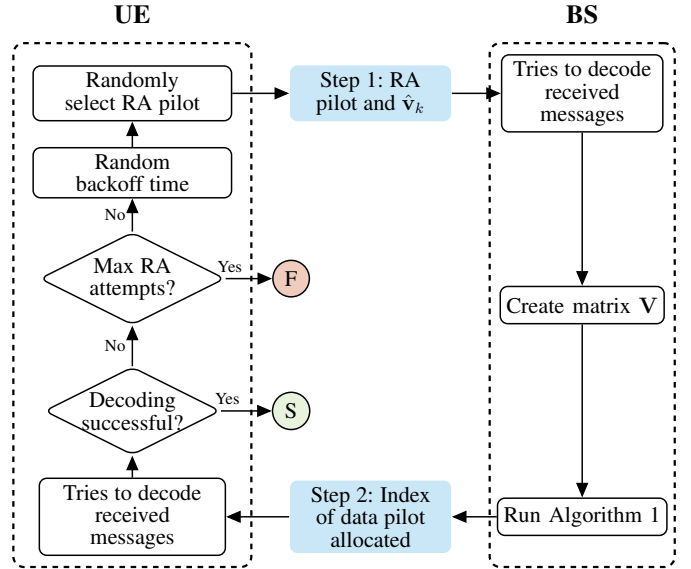 UE
BS
Randomly
select RA pilot
Step 1: RA
pilot and v̂ₖ
Tries to decode
received
messages
Random
backoff time
No
Max RA
attempts?
Yes
F
Create matrix V
No
Decoding
successful?
Yes
S
Tries to decode
received
messages
Step 2: Index
of data pilot
allocated
Run Algorithm 1